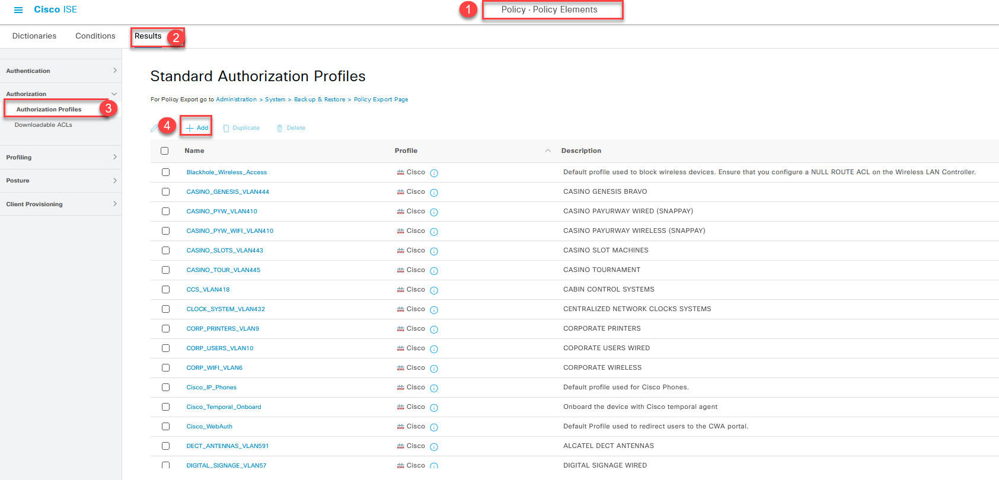 Cisco ISE
1 Policy · Policy Elements
Dictionaries Conditions Results 2
Authentication
Authorization
Authorization Profiles 3
Downloadable ACLs
Profiling
Posture
Client Provisioning
Standard Authorization Profiles
For Policy Export go to Administration > System > Backup & Restore > Policy Export Page
4 Add Duplicate Delete
Name Profile Description
Blackhole_Wireless_Access Cisco Default profile used to block wireless devices. Ensure that you configure a NULL ROUTE ACL on the Wireless LAN Controller.
CASINO_GENESIS_VLAN444 Cisco CASINO GENESIS BRAVO
CASINO_PYW_VLAN410 Cisco CASINO PAYURWAY WIRED (SNAPPAY)
CASINO_PYW_WIFI_VLAN410 Cisco CASINO PAYURWAY WIRELESS (SNAPPAY)
CASINO_SLOTS_VLAN443 Cisco CASINO SLOT MACHINES
CASINO_TOUR_VLAN445 Cisco CASINO TOURNAMENT
CCS_VLAN418 Cisco CABIN CONTROL SYSTEMS
CLOCK_SYSTEM_VLAN432 Cisco CENTRALIZED NETWORK CLOCKS SYSTEMS
CORP_PRINTERS_VLAN9 Cisco CORPORATE PRINTERS
CORP_USERS_VLAN10 Cisco COPORATE USERS WIRED
CORP_WIFI_VLAN6 Cisco CORPORATE WIRELESS
Cisco_IP_Phones Cisco Default profile used for Cisco Phones.
Cisco_Temporal_Onboard Cisco Onboard the device with Cisco temporal agent
Cisco_WebAuth Cisco Default Profile used to redirect users to the CWA portal.
DECT_ANTENNAS_VLAN591 Cisco ALCATEL DECT ANTENNAS
DIGITAL_SIGNAGE_VLAN57 Cisco DIGITAL SIGNAGE WIRED